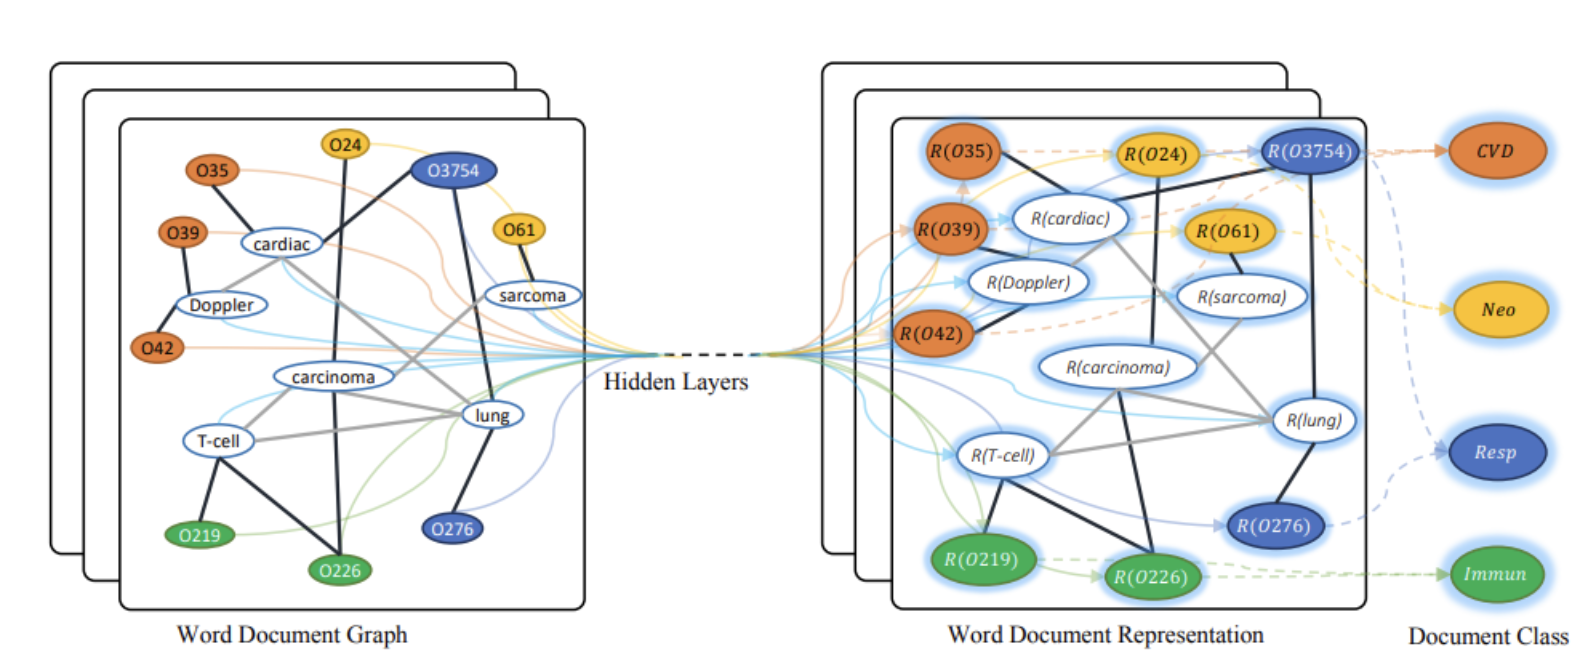 O24
O35
O3754
O39
O61
cardiac
Doppler
sarcoma
O42
carcinoma
lung
T-cell
O219
O276
O226
Word Document Graph
Hidden Layers
R(O35)
R(O24)
R(O3754)
R(cardiac)
R(O39)
R(O61)
R(Doppler)
R(sarcoma)
R(O42)
R(carcinoma)
R(lung)
R(T-cell)
R(O276)
R(O219)
R(O226)
Word Document Representation
CVD
Neo
Resp
Immun
Document Class